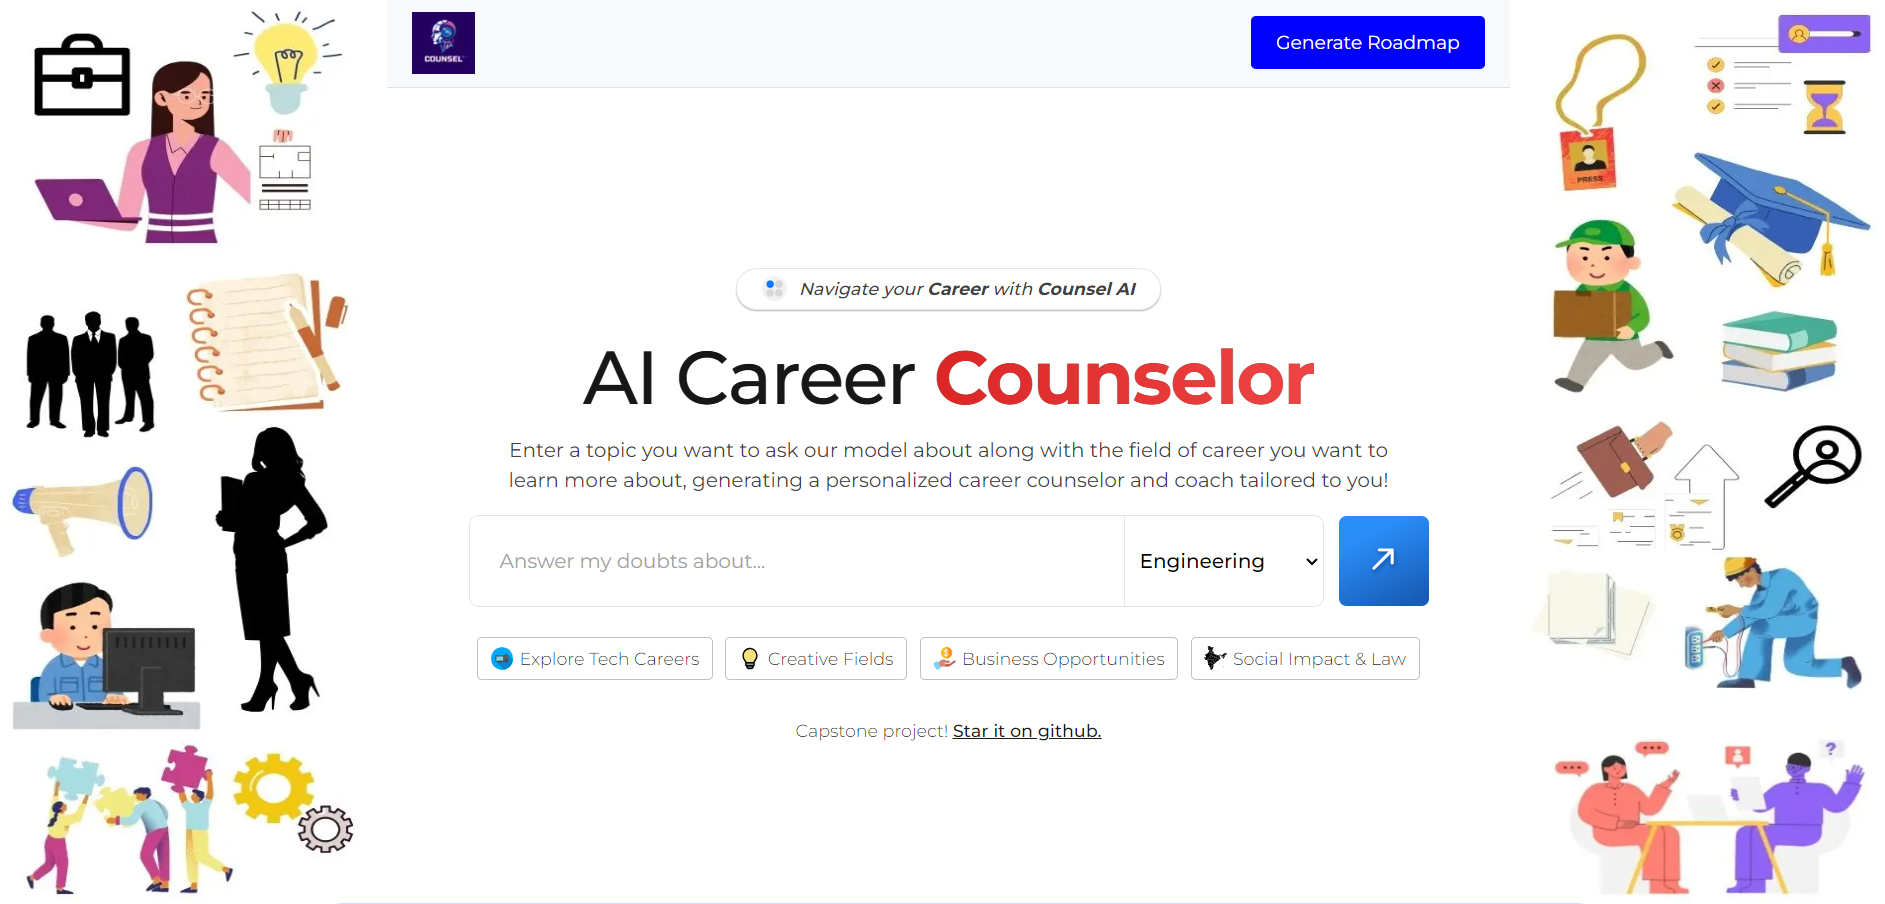 COUNSEL
Generate Roadmap
PRESS
Navigate your Career with Counsel AI
AI Career Counselor
Enter a topic you want to ask our model about along with the field of career you want to
learn more about, generating a personalized career counselor and coach tailored to you!
Answer my doubts about...
Engineering
Explore Tech Careers
Creative Fields
Business Opportunities
Social Impact & Law
Capstone project! Star it on github.
?